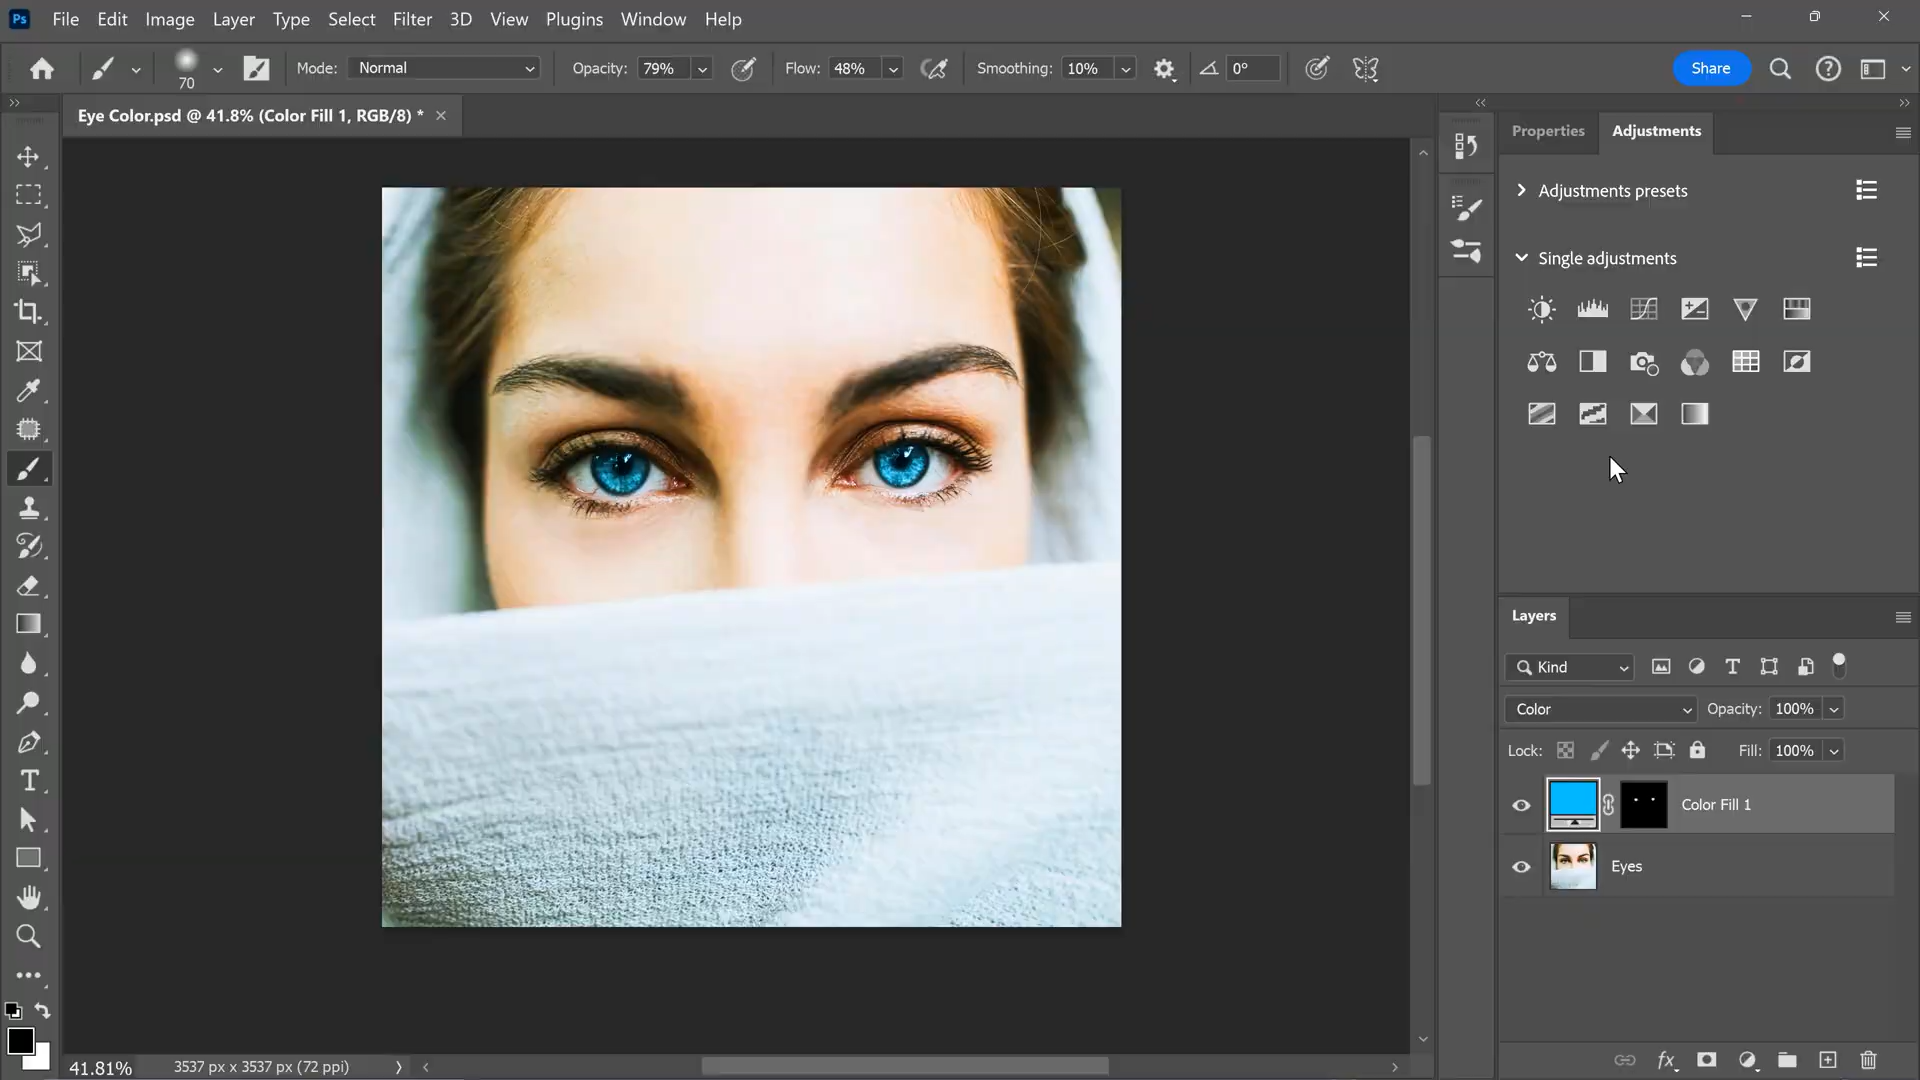 Ps File Edit Image Layer Type Select Filter 3D View Plugins Window Help
70 Mode: Normal Opacity: 79% Flow: 48% Smoothing: 10% 0° Share
Eye Color.psd @ 41.8% (Color Fill 1, RGB/8) *
Properties Adjustments
Adjustments presets
Single adjustments
Layers
Kind
Color Opacity: 100%
Lock: Fill: 100%
Color Fill 1
Eyes
41.81% 3537 px x 3537 px (72 ppi)